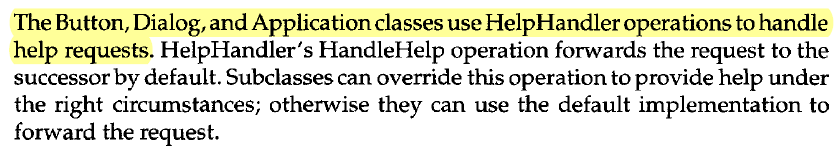 The Button, Dialog, and Application classes use HelpHandler operations to handle
help requests. HelpHandler's HandleHelp operation forwards the request to the
successor by default. Subclasses can override this operation to provide help under
the right circumstances; otherwise they can use the default implementation to
forward the request.